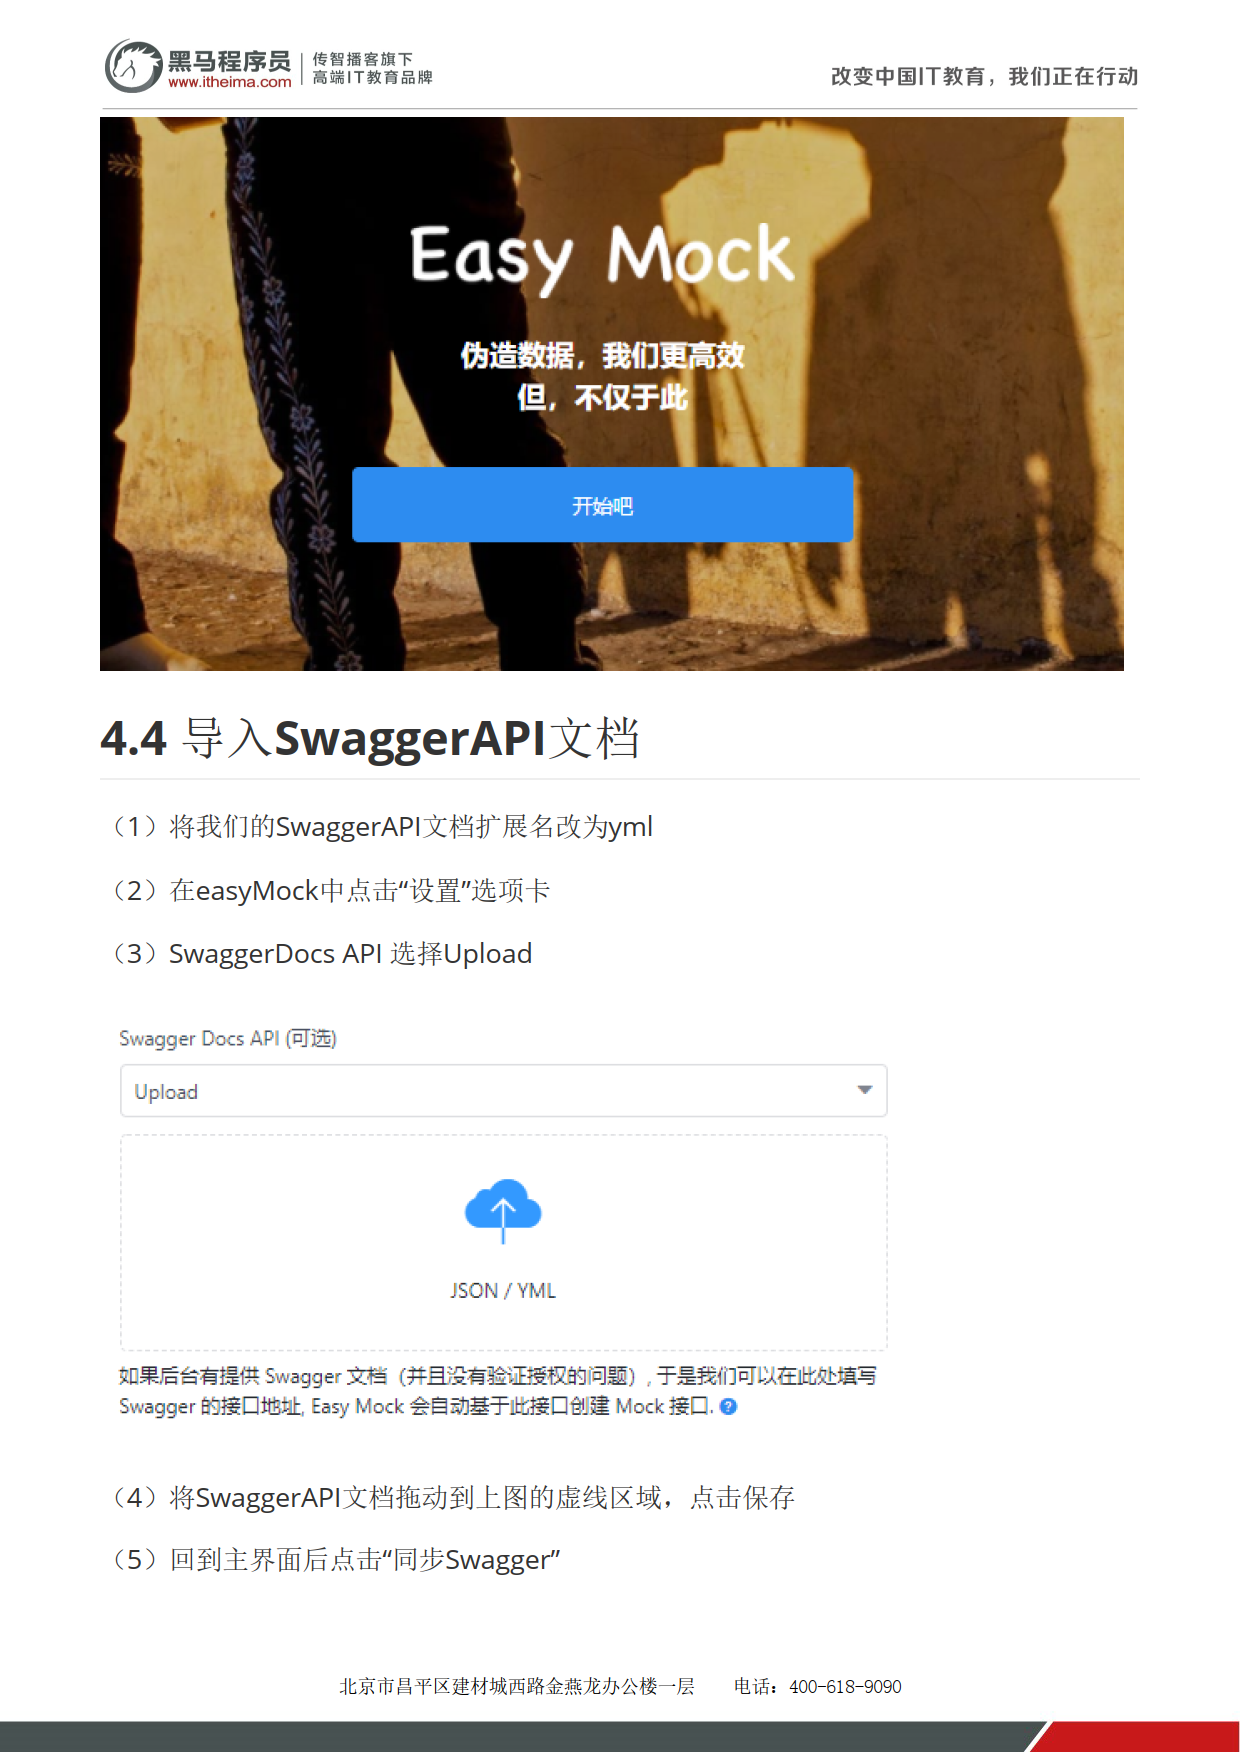 黑马程序员
www.itheima.com
传智播客旗下
高端IT教育品牌
改变中国IT教育，我们正在行动
Easy Mock
伪造数据，我们更高效
但，不仅于此
开始吧
4.4 导入SwaggerAPI文档
（1）将我们的SwaggerAPI文档扩展名改为yml
（2）在easyMock中点击“设置”选项卡
（3）SwaggerDocs API 选择Upload
Swagger Docs API (可选)
Upload
JSON / YML
如果后台有提供 Swagger 文档（并且没有验证授权的问题）, 于是我们可以在此处填写
Swagger 的接口地址, Easy Mock 会自动基于此接口创建 Mock 接口. ?
（4）将SwaggerAPI文档拖动到上图的虚线区域，点击保存
（5）回到主界面后点击“同步Swagger”
北京市昌平区建材城西路金燕龙办公楼一层 电话：400-618-9090